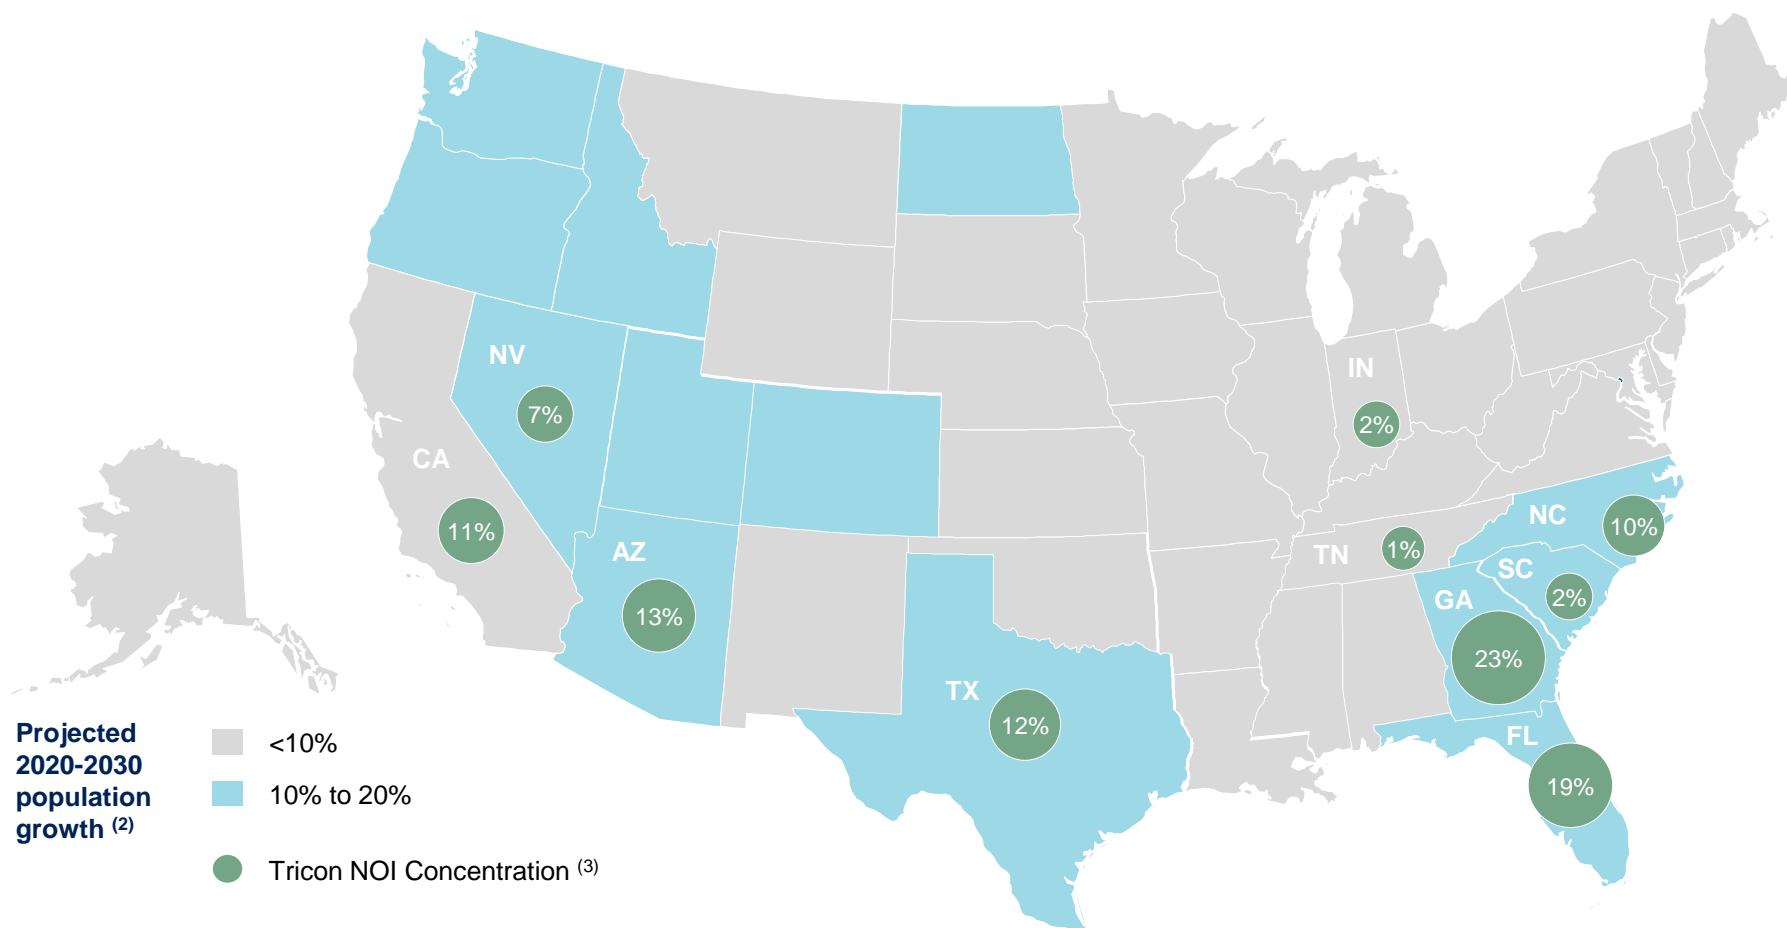 NV
7%
IN
2%
CA
11%
AZ
13%
NC
10%
TN
1%
SC
2%
GA
23%
TX
12%
FL
19%
Projected
2020-2030
population
growth (2)
<10%
10% to 20%
Tricon NOI Concentration (3)